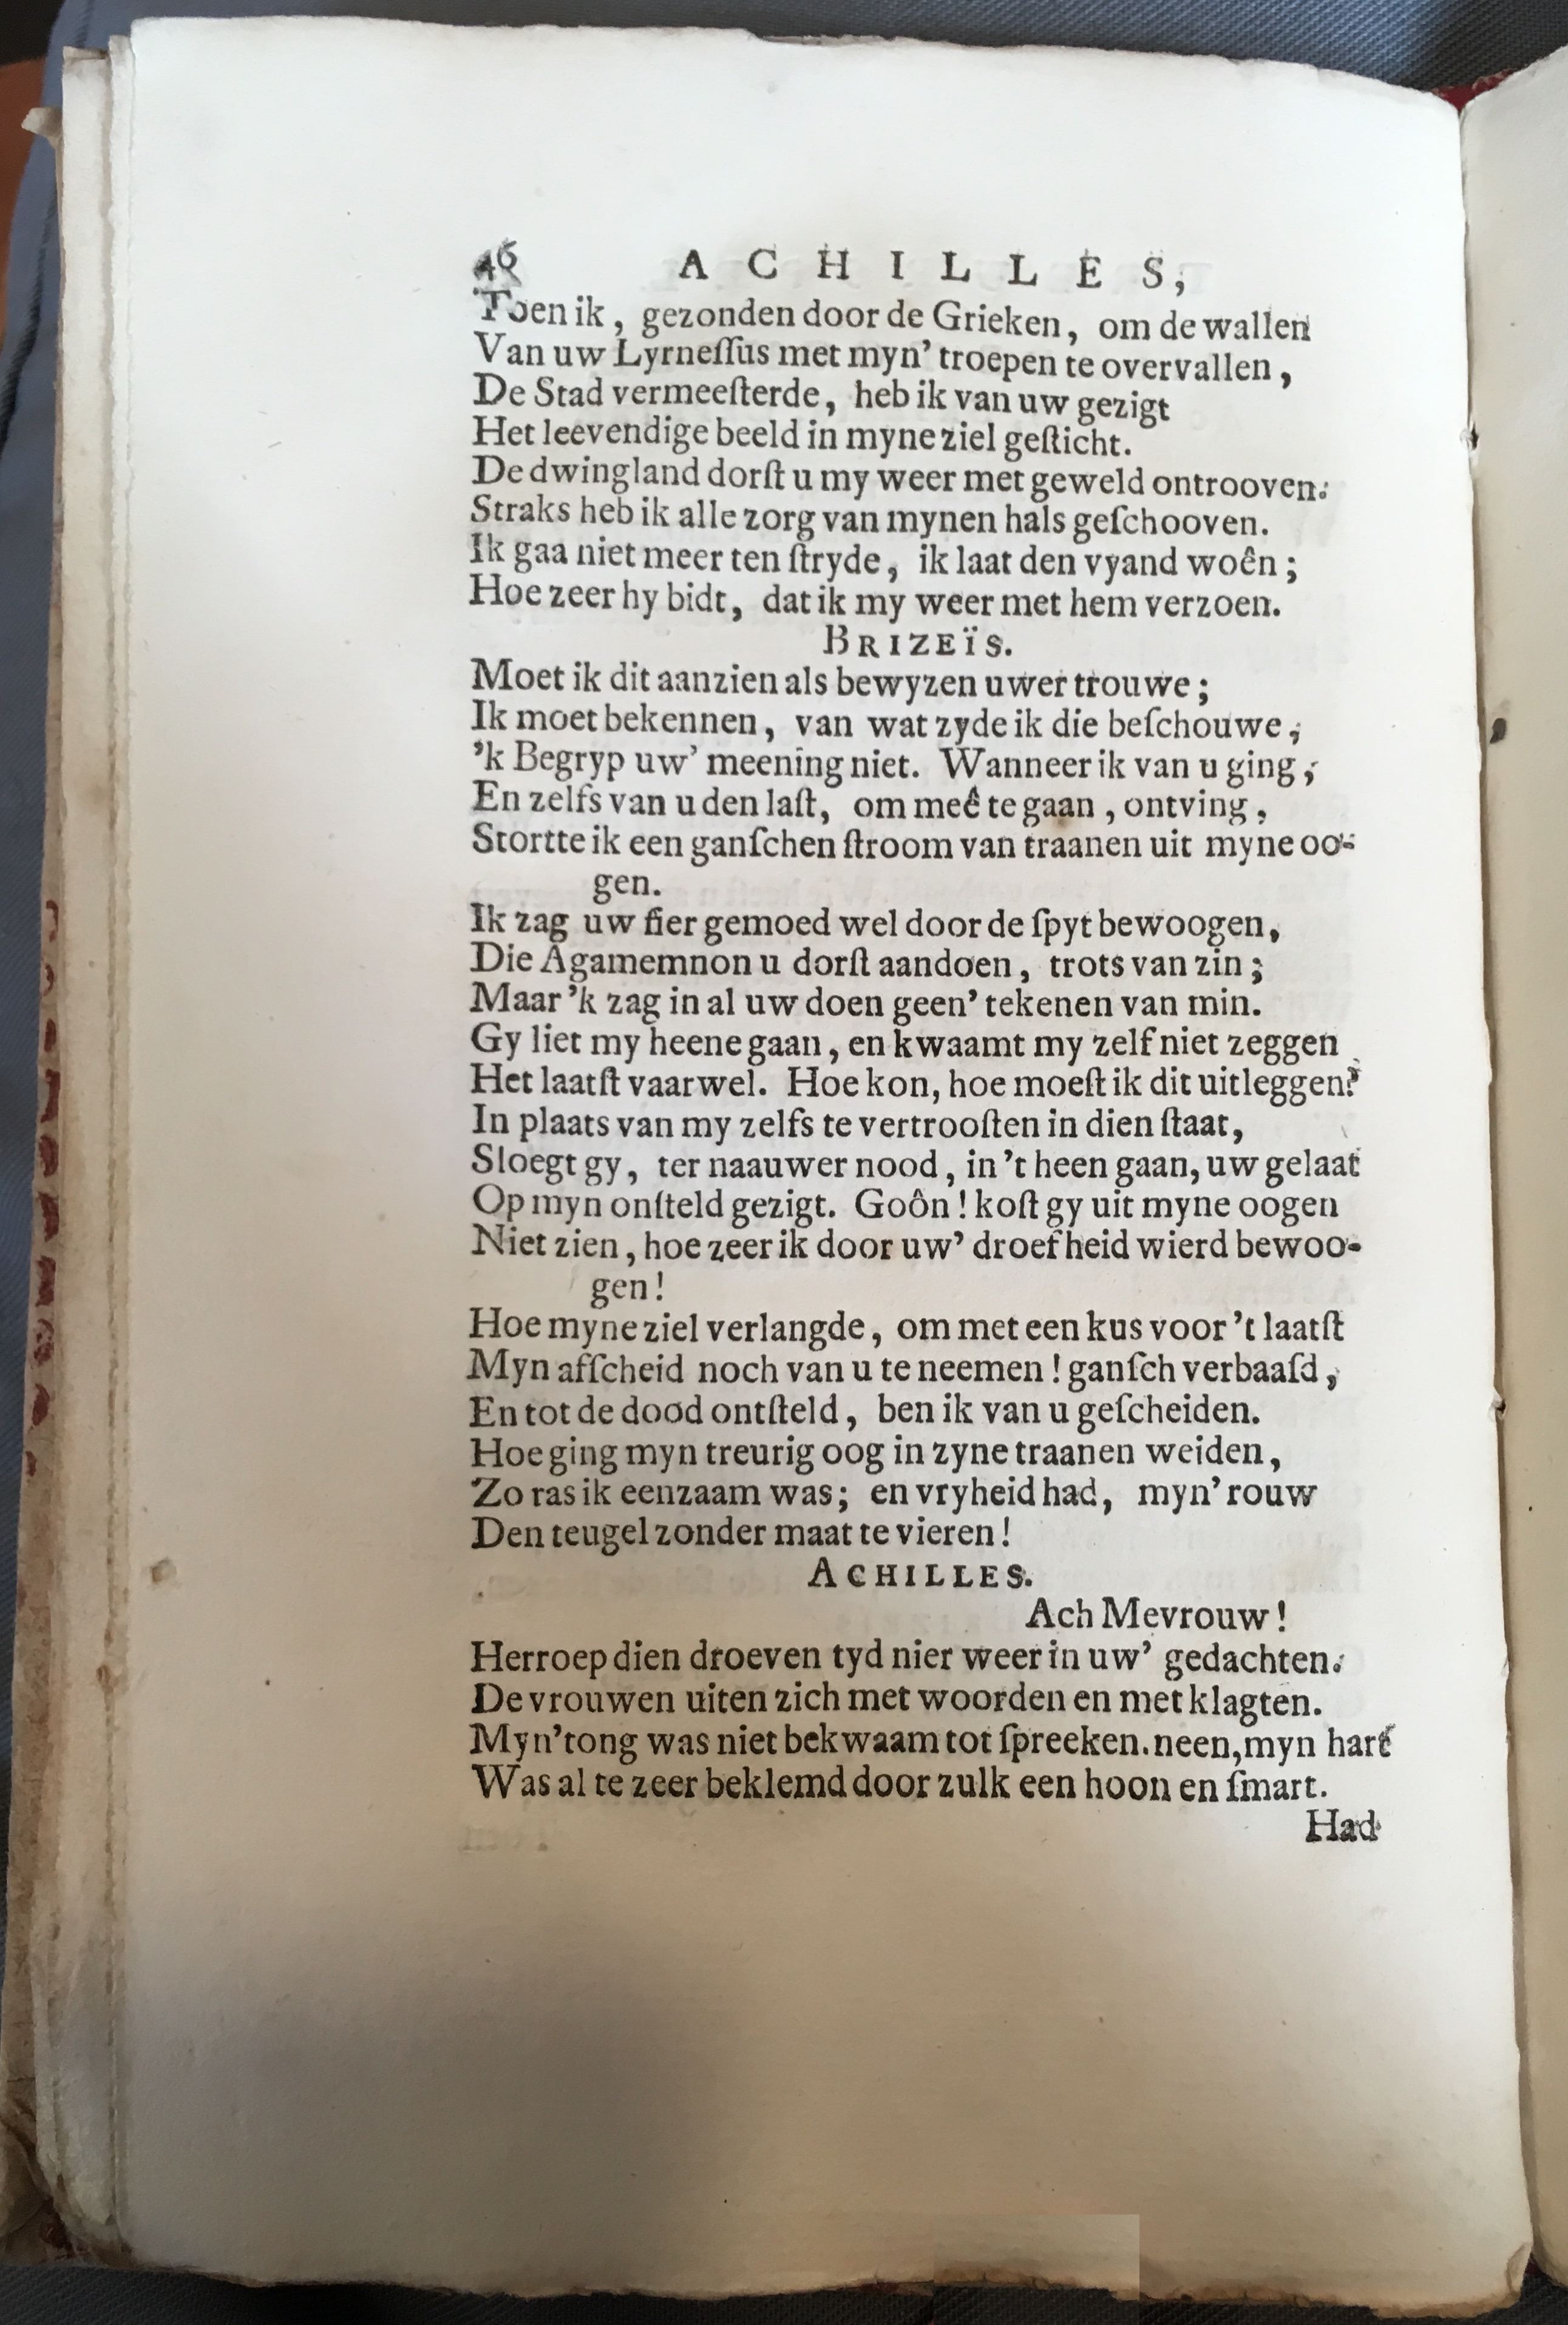 46 ACHILLES,
Toen ik, gezonden door de Grieken, om de wallen
Van uw Lyrneſſus met myn' troepen te overvallen,
De Stad vermeeſterde, heb ik van uw gezigt
Het leevendige beeld in myne ziel geſticht.
De dwingland dorſt u my weer met geweld ontrooven.
Straks heb ik alle zorg van mynen hals geſchooven.
Ik gaa niet meer ten ſtryde, ik laat den vyand woên;
Hoe zeer hy bidt, dat ik my weer met hem verzoen.
BRIZEÏS.
Moet ik dit aanzien als bewyzen uwer trouwe;
Ik moet bekennen, van wat zyde ik die beſchouwe,
'k Begryp uw' meening niet. Wanneer ik van u ging,
En zelfs van u den laſt, om meê te gaan, ontving,
Stortte ik een ganſchen ſtroom van traanen uit myne oo-
gen.
Ik zag uw fier gemoed wel door de ſpyt bewoogen,
Die Agamemnon u dorſt aandoen, trots van zin;
Maar 'k zag in al uw doen geen' tekenen van min.
Gy liet my heene gaan, en kwaamt my zelf niet zeggen
Het laatſt vaarwel. Hoe kon, hoe moeſt ik dit uitleggen?
In plaats van my zelfs te vertrooſten in dien ſtaat,
Sloegt gy, ter naauwer nood, in 't heen gaan, uw gelaat
Op myn onſteld gezigt. Goôn! koſt gy uit myne oogen
Niet zien, hoe zeer ik door uw' droefheid wierd bewoo-
gen!
Hoe myne ziel verlangde, om met een kus voor 't laatſt
Myn afſcheid noch van u te neemen! ganſch verbaaſd,
En tot de dood ontſteld, ben ik van u geſcheiden.
Hoe ging myn treurig oog in zyne traanen weiden,
Zo ras ik eenzaam was; en vryheid had, myn' rouw
Den teugel zonder maat te vieren!
ACHILLES.
Ach Mevrouw!
Herroep dien droeven tyd nier weer in uw' gedachten.
De vrouwen uiten zich met woorden en met klagten.
Myn' tong was niet bekwaam tot ſpreeken. neen, myn hart
Was al te zeer beklemd door zulk een hoon en ſmart.
Had